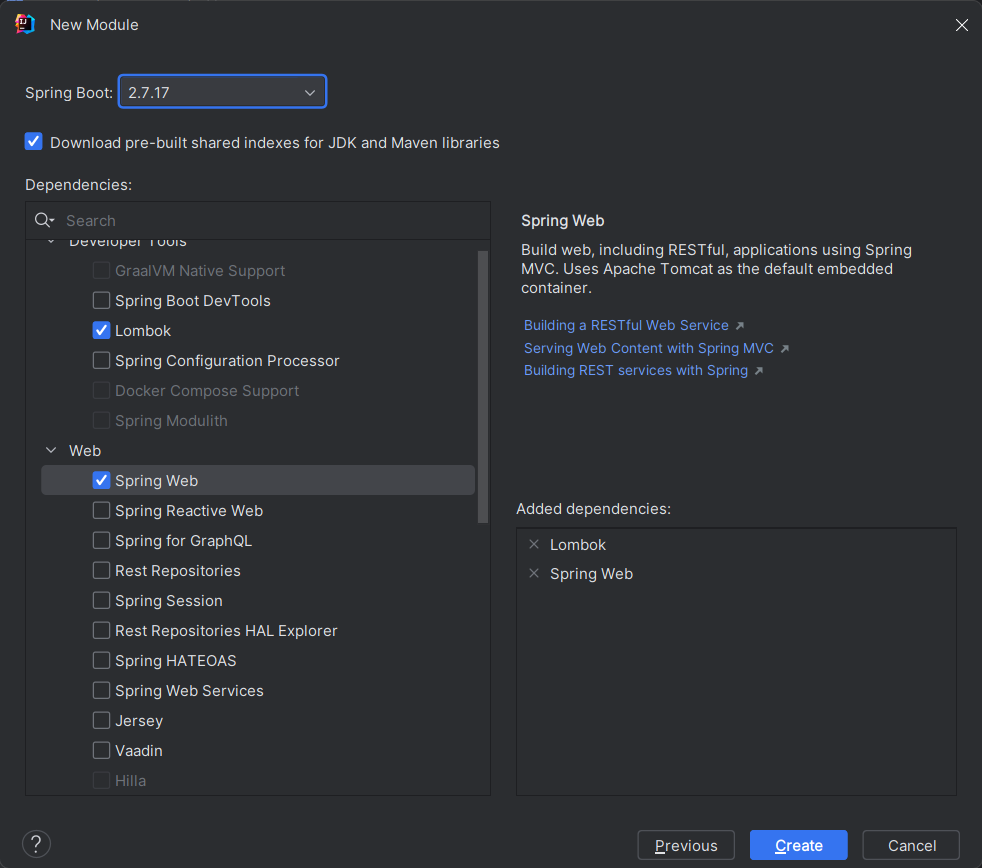 New Module
Spring Boot: 2.7.17
Download pre-built shared indexes for JDK and Maven libraries
Dependencies:
Search
Developer Tools
GraalVM Native Support
Spring Boot DevTools
Lombok
Spring Configuration Processor
Docker Compose Support
Spring Modulith
Web
Spring Web
Spring Reactive Web
Spring for GraphQL
Rest Repositories
Spring Session
Rest Repositories HAL Explorer
Spring HATEOAS
Spring Web Services
Jersey
Vaadin
Hilla
Spring Web
Build web, including RESTful, applications using Spring
MVC. Uses Apache Tomcat as the default embedded
container.
Building a RESTful Web Service
Serving Web Content with Spring MVC
Building REST services with Spring
Added dependencies:
Lombok
Spring Web
?
Previous
Create
Cancel